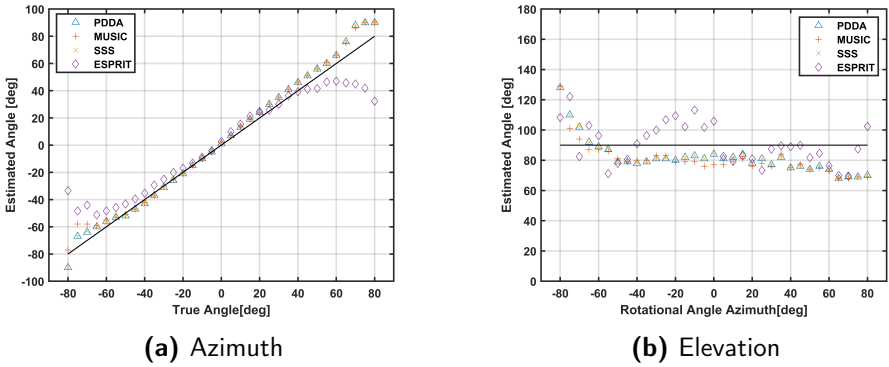 100
80
60
40
20
0
-20
-40
-60
-80
-100
Estimated Angle [deg]
PDDA
MUSIC
SSS
ESPRIT
-80 -60 -40 -20 0 20 40 60 80
True Angle[deg]
(a) Azimuth
180
160
140
120
100
80
60
40
20
0
Estimated Angle [deg]
PDDA
MUSIC
SSS
ESPRIT
-80 -60 -40 -20 0 20 40 60 80
Rotational Angle Azimuth[deg]
(b) Elevation